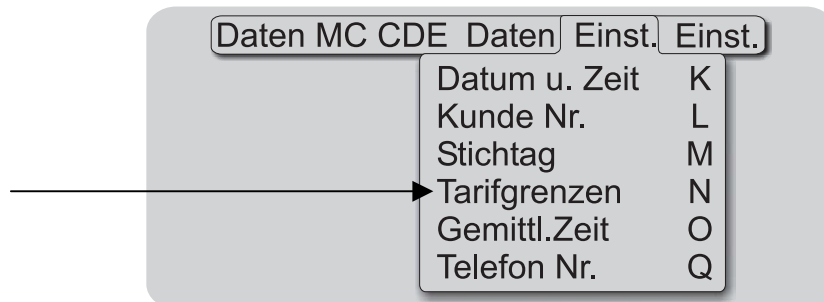 Daten MC CDE Daten Einst. Einst.
Datum u. Zeit K
Kunde Nr. L
Stichtag M
Tarifgrenzen N
Gemittl.Zeit O
Telefon Nr. Q